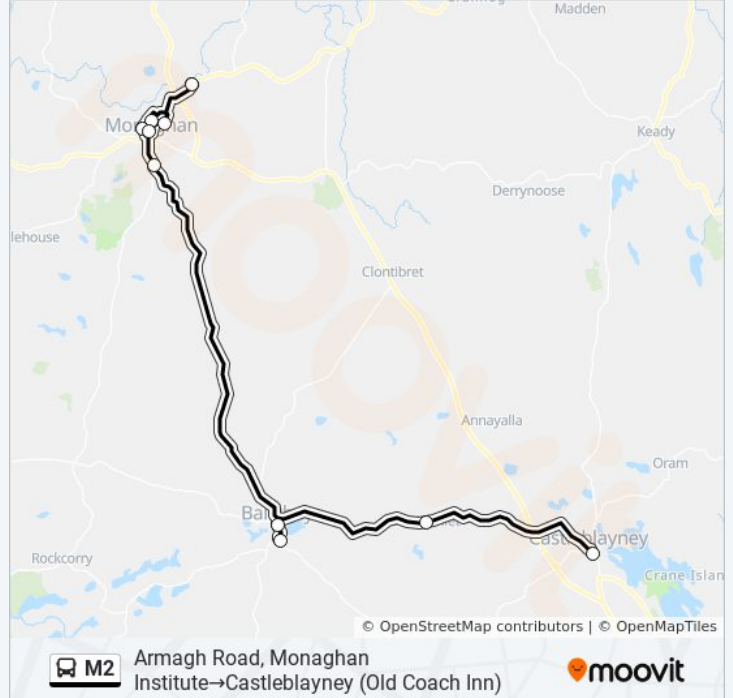 Madden
Monaghan
Keady
Derrynoose
lehouse
Clontibret
Annayalla
Oram
Castleblayney
Rockcorry
Crane Islan
© OpenStreetMap contributors | © OpenMapTiles
M2
Armagh Road, Monaghan
Institute→Castleblayney (Old Coach Inn)
moovit